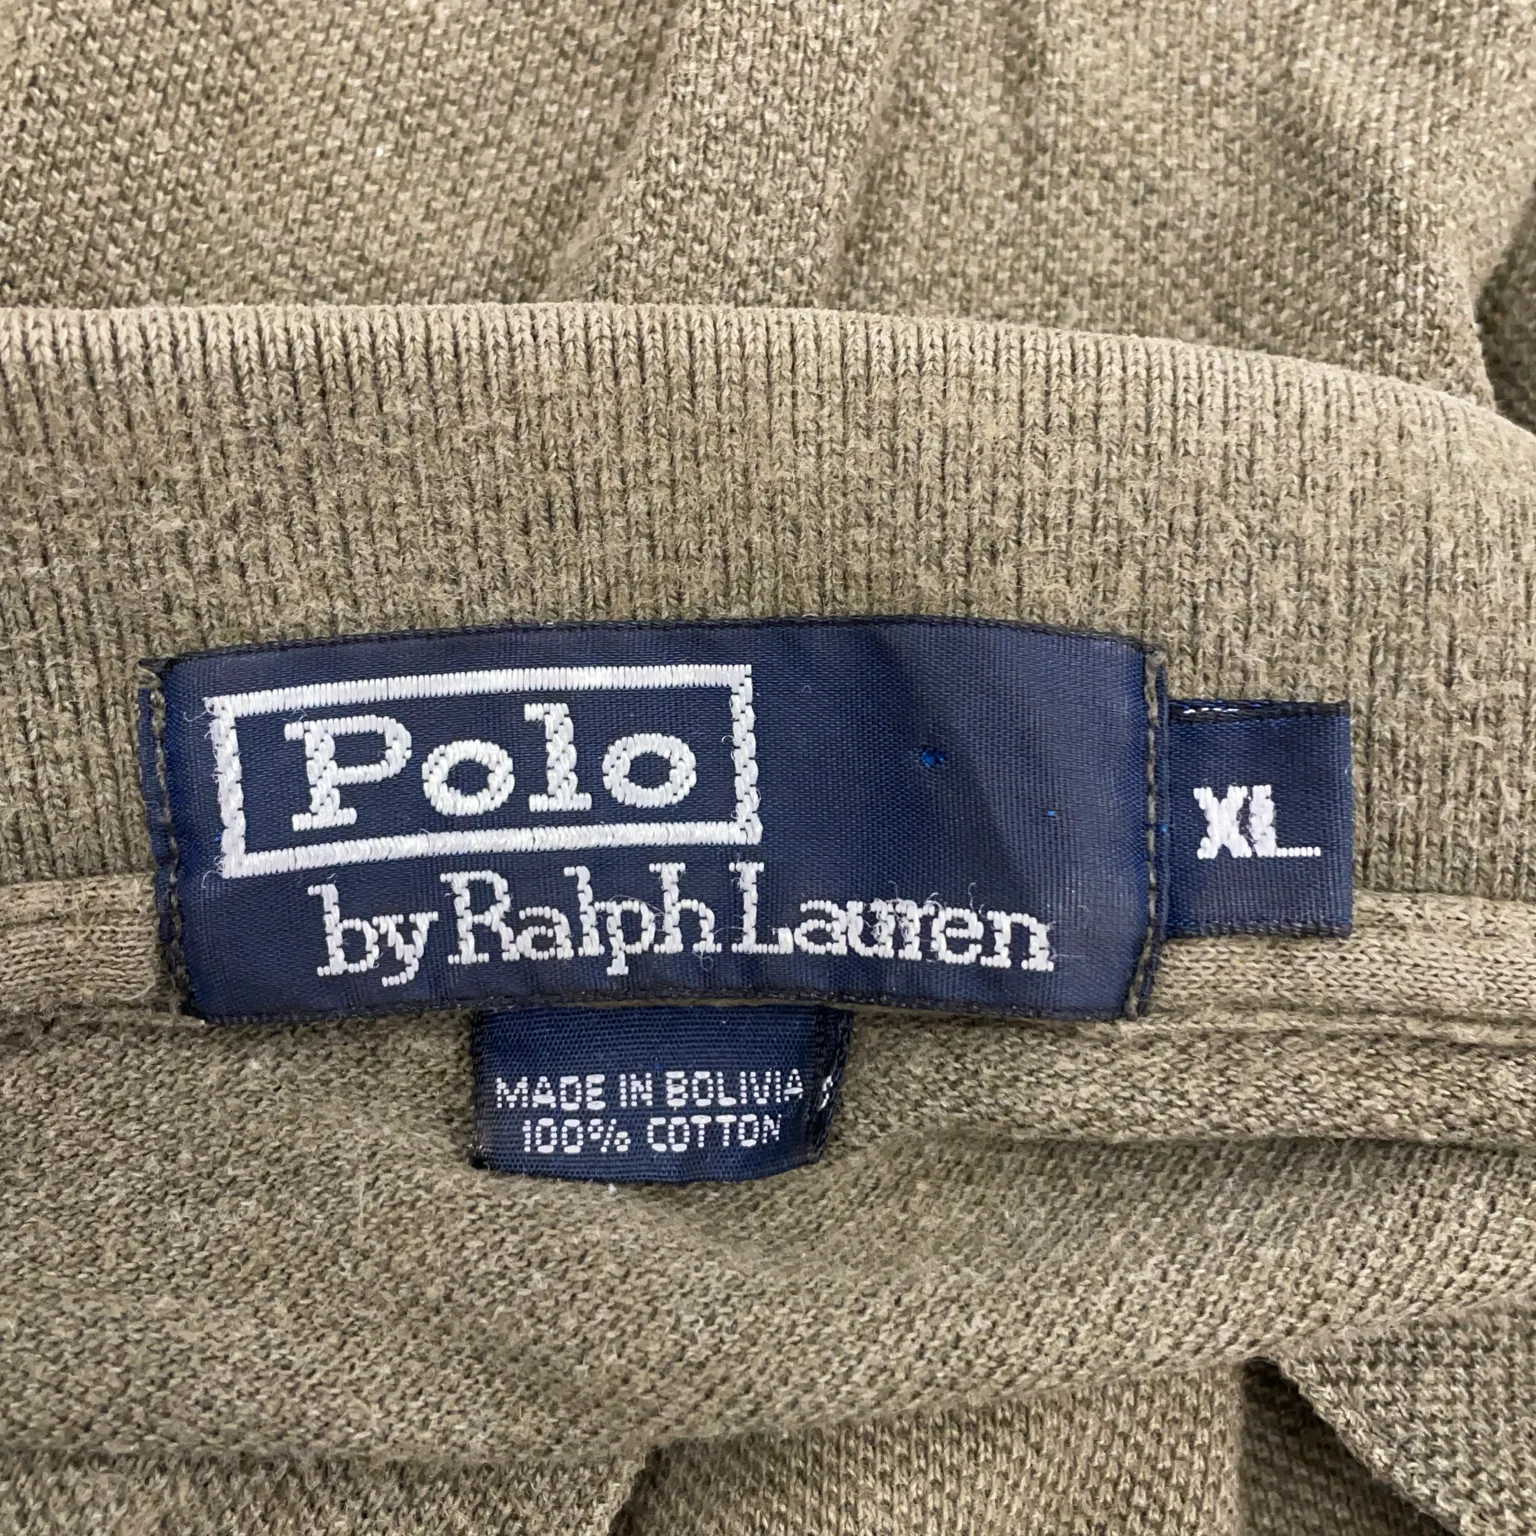 Polo
by Ralph Lauren
XL
MADE IN BOLIVIA
100% COTTON